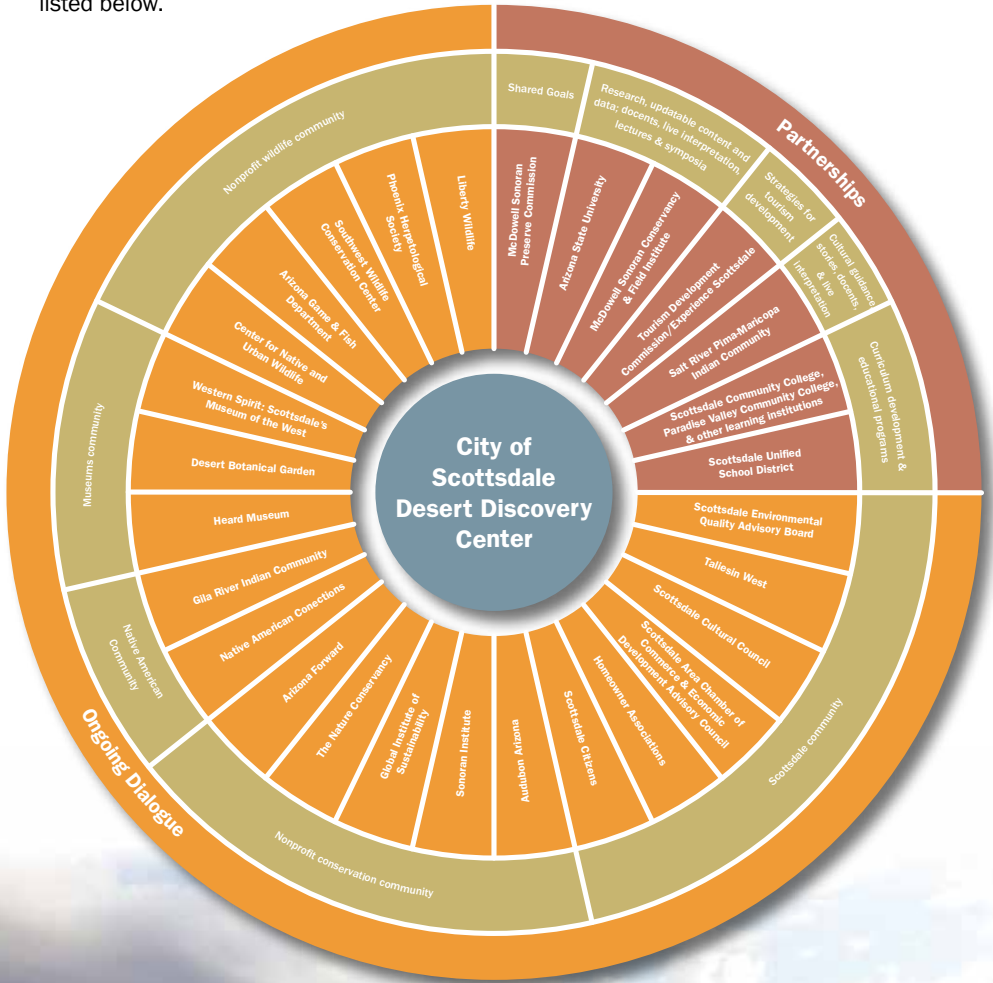 listed below.
Partnerships
Shared Goals
Research, updatable content and
data; docents, live interpretation,
lectures & symposia
Strategies for
tourism
development
Cultural guidance
stories, docents,
& live
interpretation
Curriculum development &
educational programs
McDowell Sonoran
Preserve Commission
Arizona State University
McDowell Sonoran Conservancy
& Field Institute
Tourism Development
Commission/Experience Scottsdale
Salt River Pima-Maricopa
Indian Community
Scottsdale Community College,
Paradise Valley Community College,
& other learning institutions
Scottsdale Unified
School District
City of
Scottsdale
Desert Discovery
Center
Scottsdale community
Scottsdale Environmental
Quality Advisory Board
Taliesin West
Scottsdale Cultural Council
Scottsdale Area Chamber of
Commerce & Economic
Development Advisory Council
Homeowner Associations
Scottsdale Citizens
Nonprofit conservation community
Audubon Arizona
Sonoran Institute
Global Institute of
Sustainability
The Nature Conservancy
Arizona Forward
Ongoing Dialogue
Native American
Community
Native American Conections
Gila River Indian Community
Museums community
Heard Museum
Desert Botanical Garden
Western Spirit: Scottsdale's
Museum of the West
Nonprofit wildlife community
Center for Native and
Urban Wildlife
Arizona Game & Fish
Department
Southwest Wildlife
Conservation Center
Phoenix Herpetological
Society
Liberty Wildlife